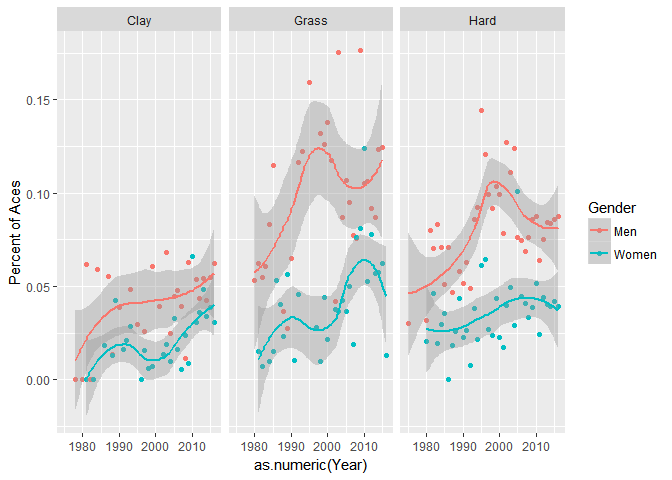 Clay Grass Hard
0.15
0.10
0.05
0.00
Percent of Aces
1980 1990 2000 2010 1980 1990 2000 2010 1980 1990 2000 2010
as.numeric(Year)
Gender
Men
Women